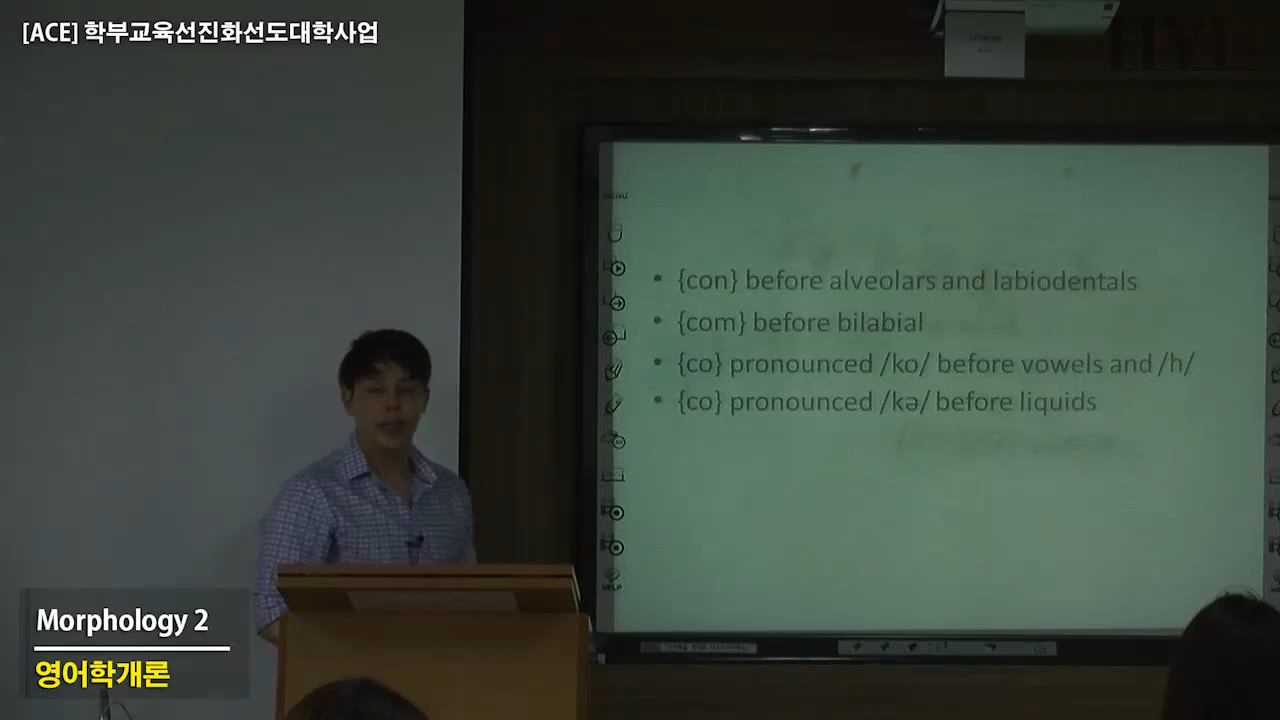 [ACE] 학부교육선진화선도대학사업
MENU
• {con} before alveolars and labiodentals
• {com} before bilabial
• {co} pronounced /ko/ before vowels and /h/
• {co} pronounced /kə/ before liquids
HELP
Morphology 2
영어학개론